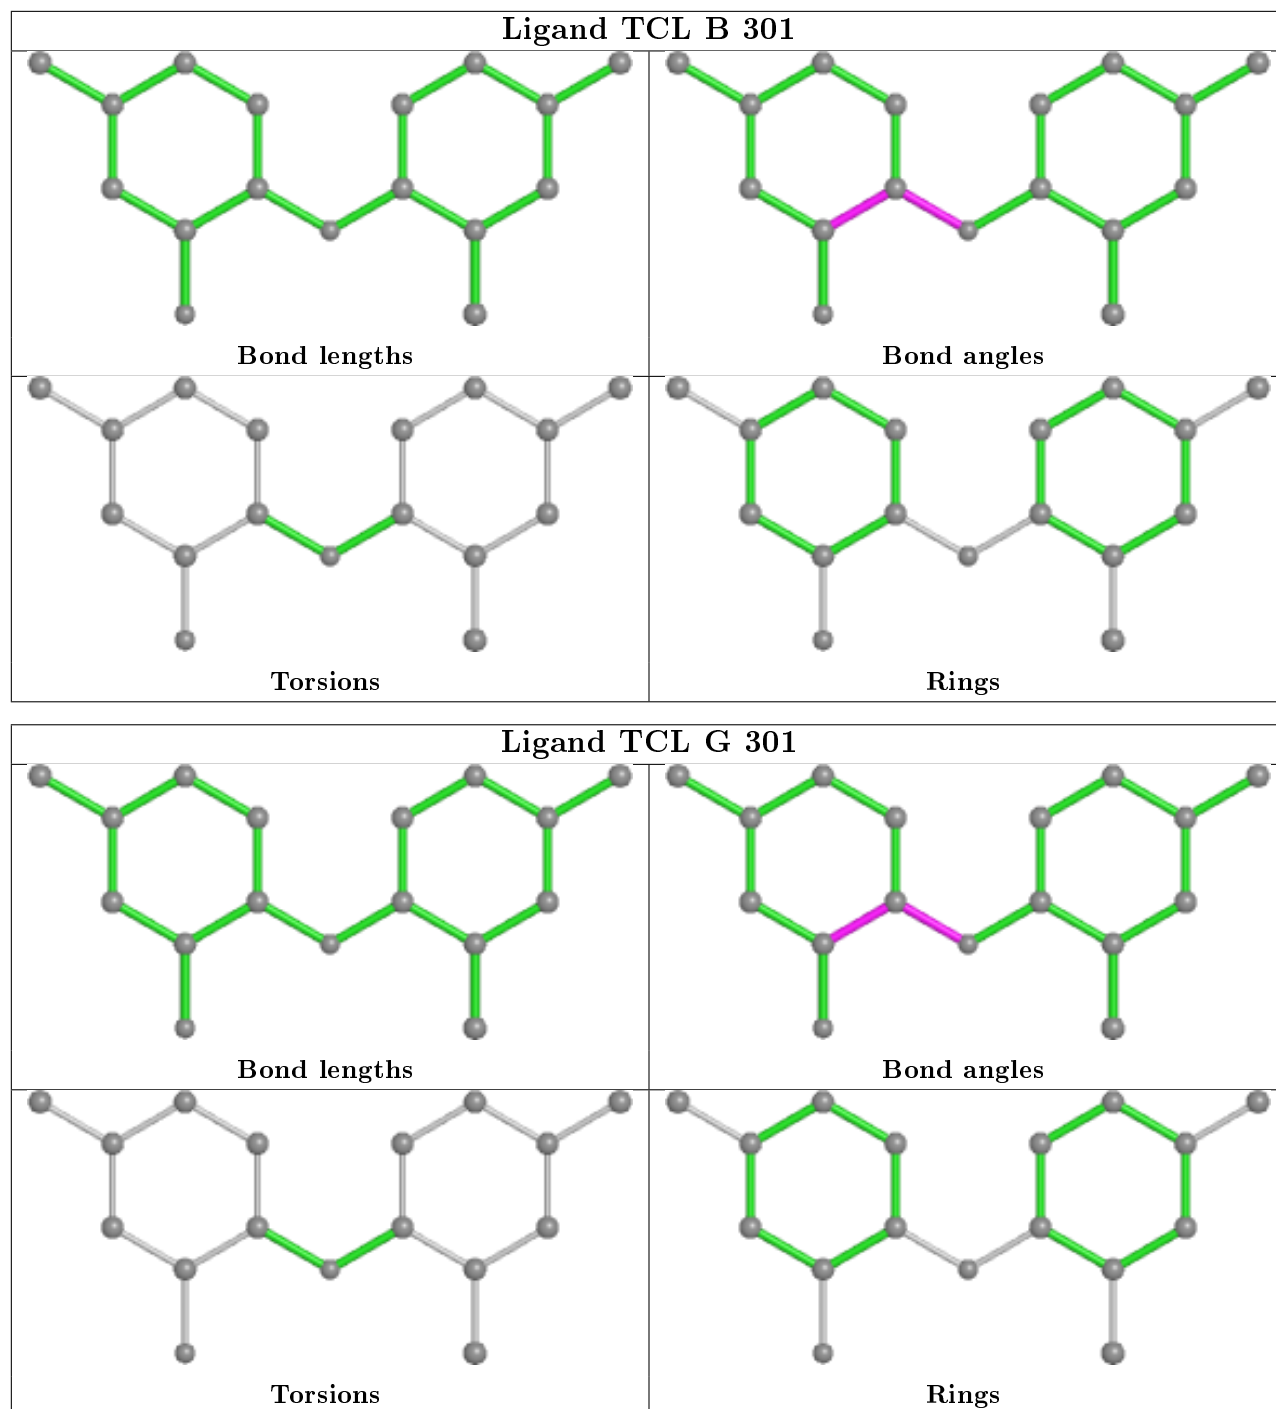 Ligand TCL B 301
Bond lengths
Bond angles
Torsions
Rings
Ligand TCL G 301
Bond lengths
Bond angles
Torsions
Rings